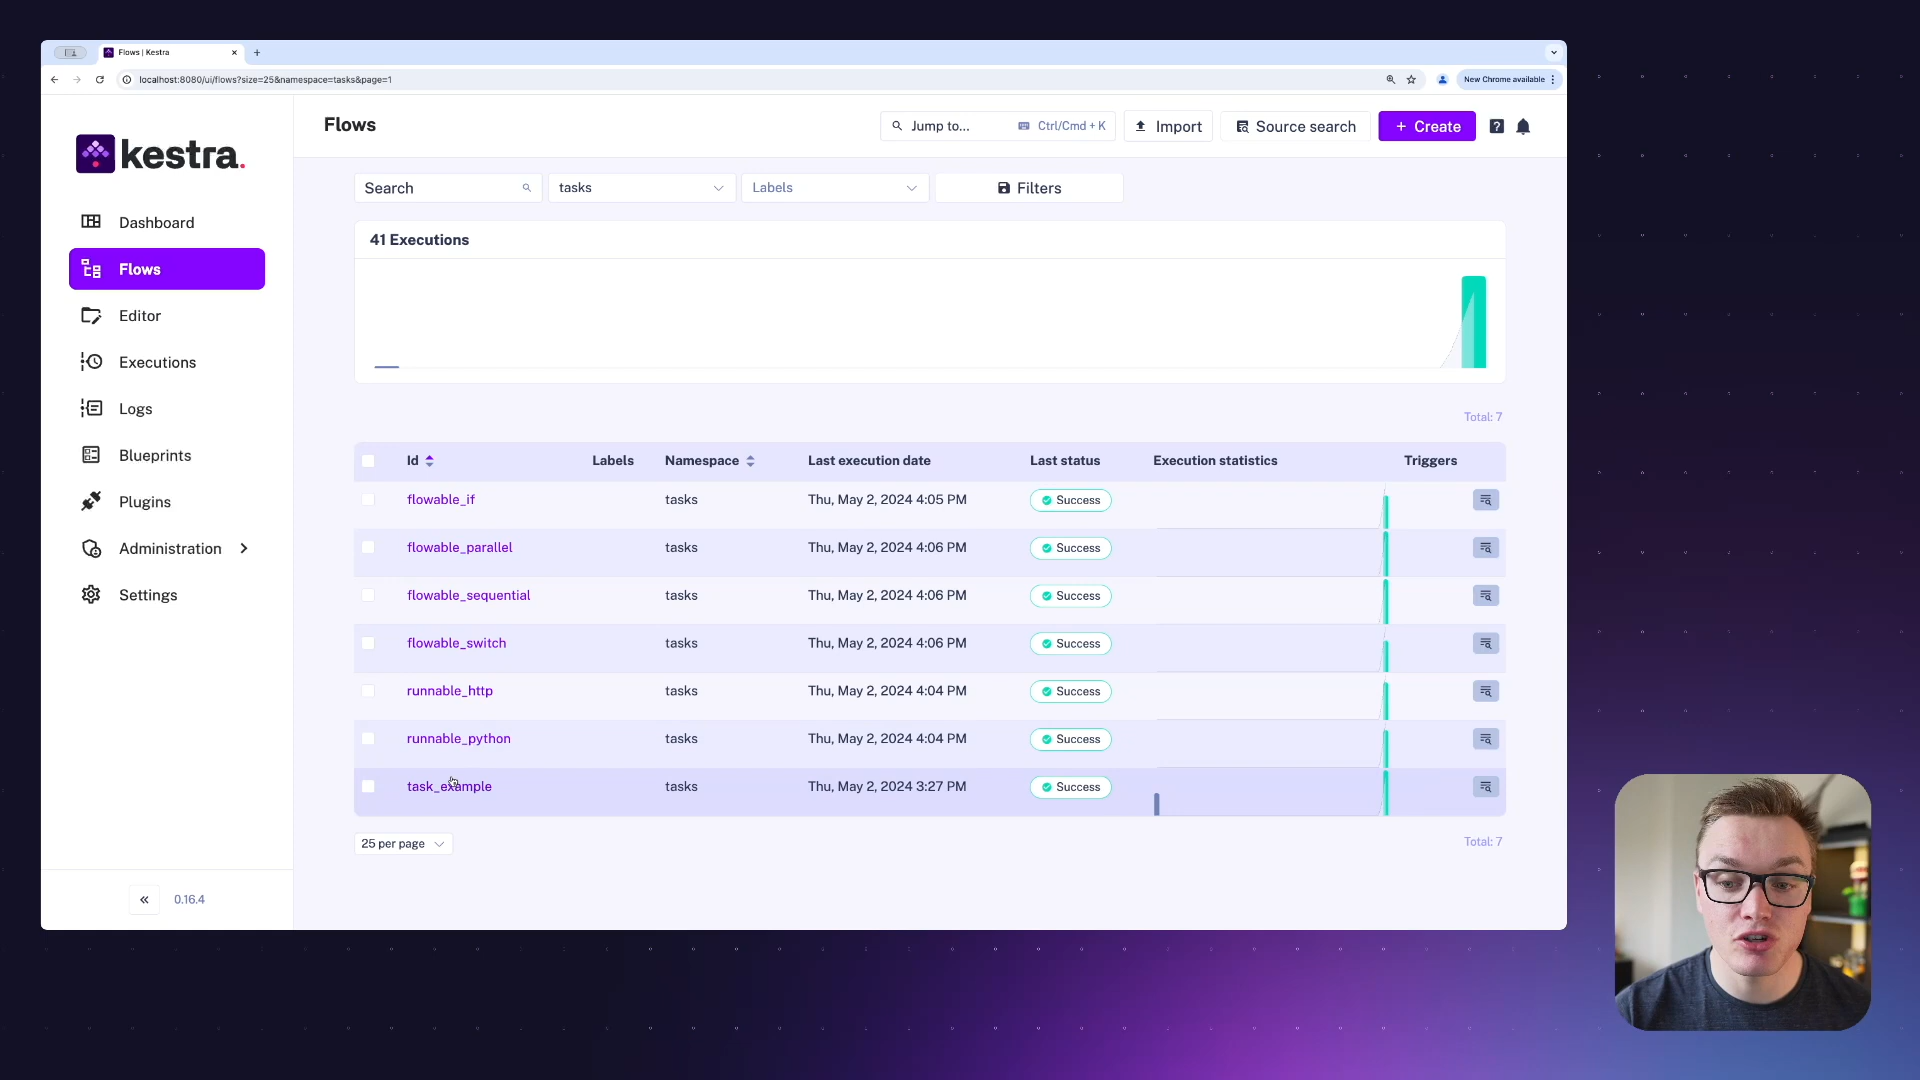 Flows | Kestra
localhost:8080/ui/flows?size=25&namespace=tasks&page=1
New Chrome available
kestra.
Flows
Jump to...
Ctrl/Cmd + K
Import
Source search
+ Create
Dashboard
Flows
Editor
Executions
Logs
Blueprints
Plugins
Administration
Settings
0.16.4
Search
tasks
Labels
Filters
41 Executions
Total: 7
Id Labels Namespace Last execution date Last status Execution statistics Triggers
flowable_if tasks Thu, May 2, 2024 4:05 PM Success
flowable_parallel tasks Thu, May 2, 2024 4:06 PM Success
flowable_sequential tasks Thu, May 2, 2024 4:06 PM Success
flowable_switch tasks Thu, May 2, 2024 4:06 PM Success
runnable_http tasks Thu, May 2, 2024 4:04 PM Success
runnable_python tasks Thu, May 2, 2024 4:04 PM Success
task_example tasks Thu, May 2, 2024 3:27 PM Success
25 per page
Total: 7